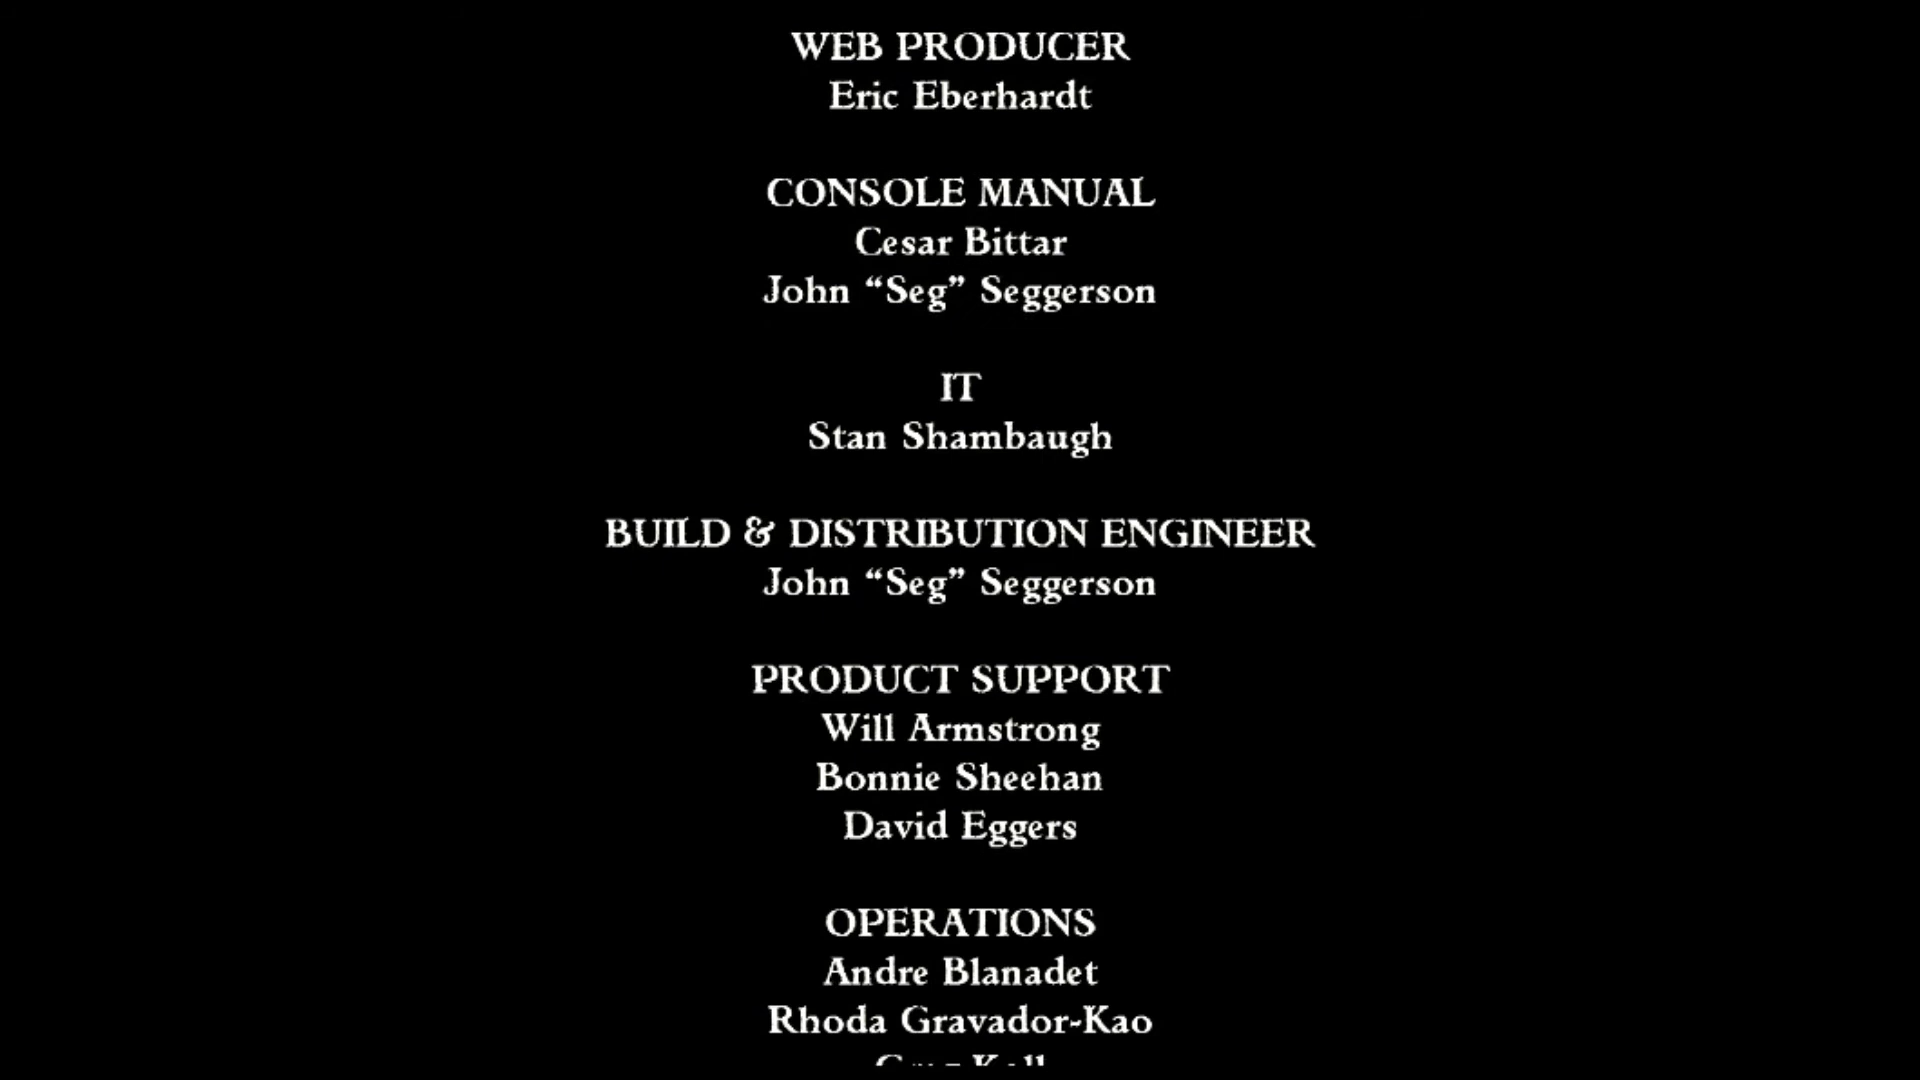 WEB PRODUCER
Eric Eberhardt
CONSOLE MANUAL
Cesar Bittar
John “Seg” Seggerson
IT
Stan Shambaugh
BUILD & DISTRIBUTION ENGINEER
John “Seg” Seggerson
PRODUCT SUPPORT
Will Armstrong
Bonnie Sheehan
David Eggers
OPERATIONS
Andre Blanadet
Rhoda Gravador-Kao